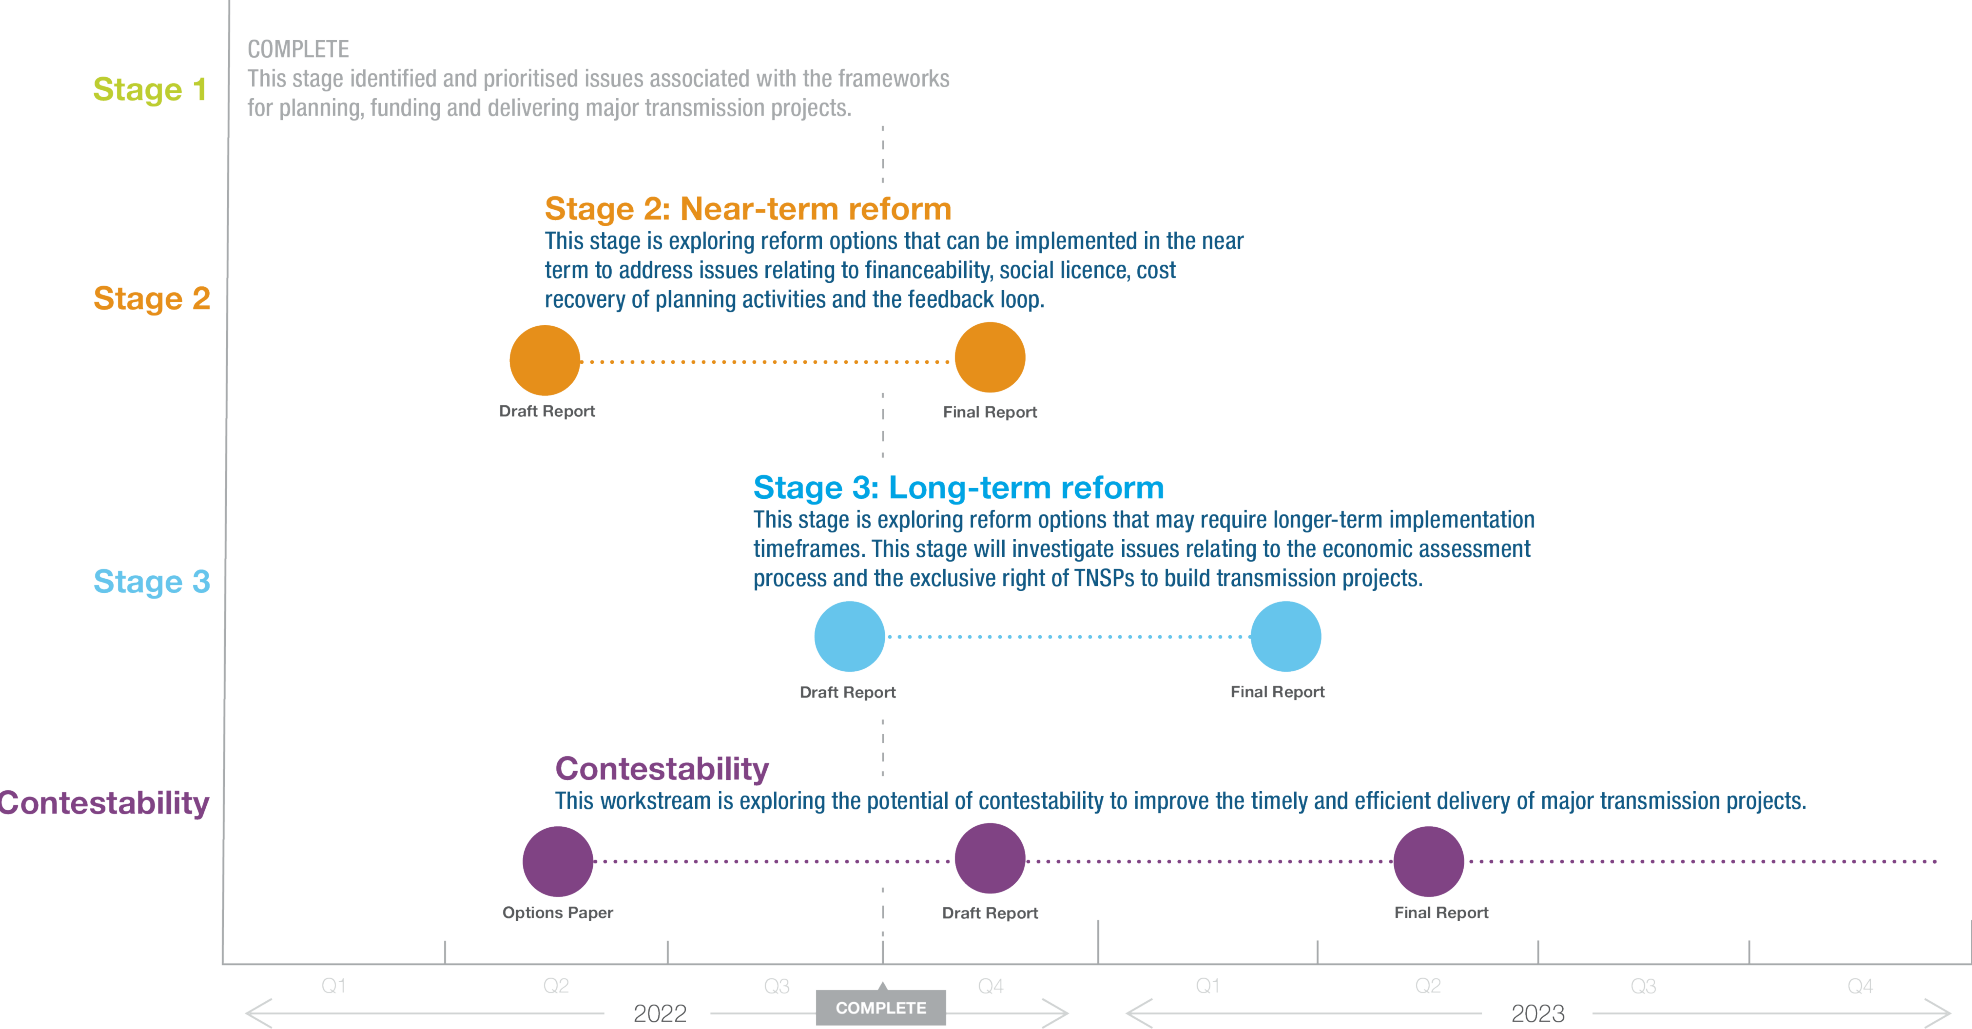 Stage 1
COMPLETE
This stage identified and prioritised issues associated with the frameworks
for planning, funding and delivering major transmission projects.
Stage 2
Stage 2: Near-term reform
This stage is exploring reform options that can be implemented in the near
term to address issues relating to financeability, social licence, cost
recovery of planning activities and the feedback loop.
Draft Report
Final Report
Stage 3
Stage 3: Long-term reform
This stage is exploring reform options that may require longer-term implementation
timeframes. This stage will investigate issues relating to the economic assessment
process and the exclusive right of TNSPs to build transmission projects.
Draft Report
Final Report
Contestability
Contestability
This workstream is exploring the potential of contestability to improve the timely and efficient delivery of major transmission projects.
Options Paper
Draft Report
Final Report
Q1
Q2
Q3
Q4
Q1
Q2
Q3
Q4
2022
COMPLETE
2023